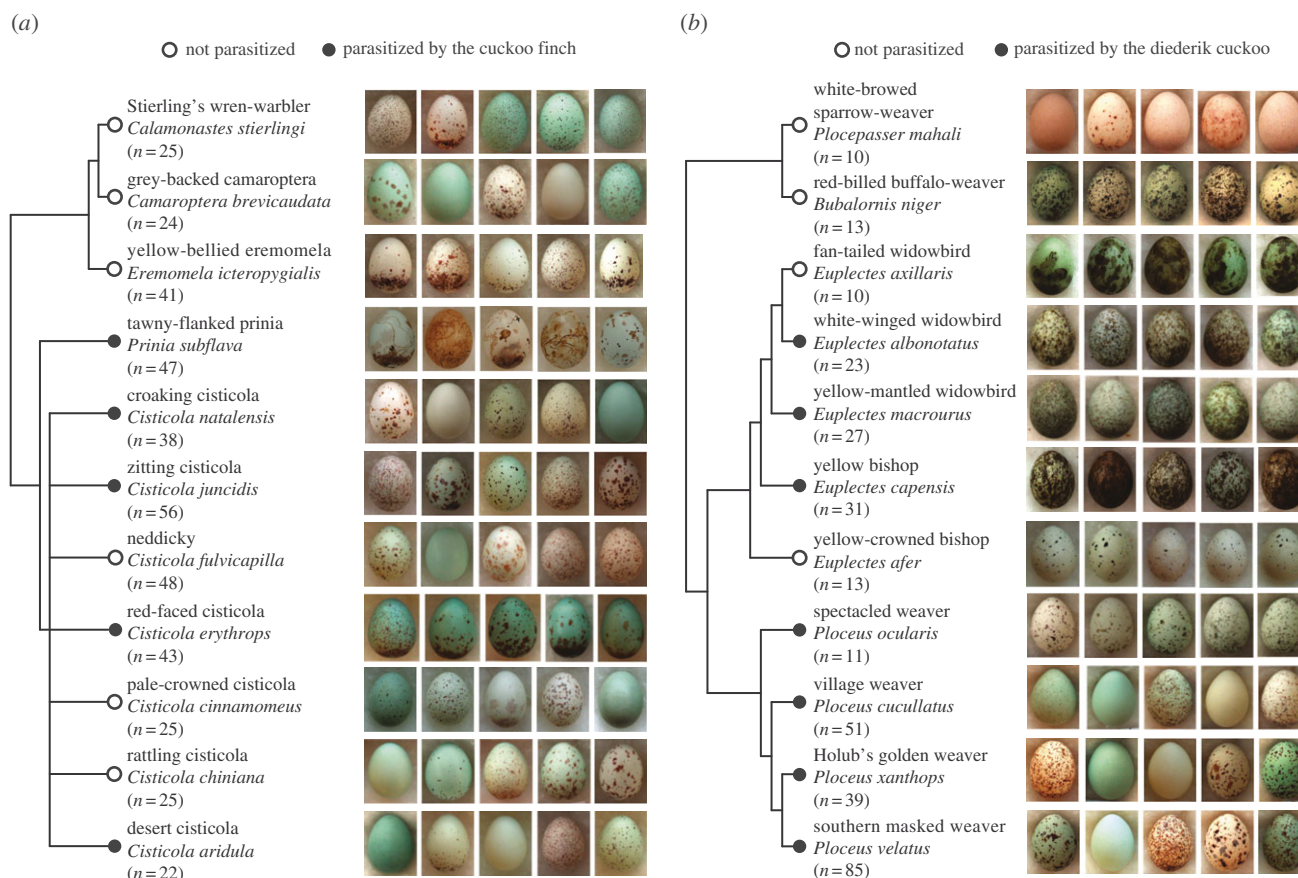 (a)
not parasitized
parasitized by the cuckoo finch
Stierling's wren-warbler
Calamonastes stierlingi
(n = 25)
grey-backed camaroptera
Camaroptera brevicaudata
(n = 24)
yellow-bellied eremomela
Eremomela icteropygialis
(n = 41)
tawny-flanked prinia
Prinia subflava
(n = 47)
croaking cisticola
Cisticola natalensis
(n = 38)
zitting cisticola
Cisticola juncidis
(n = 56)
neddicky
Cisticola fulvicapilla
(n = 48)
red-faced cisticola
Cisticola erythrops
(n = 43)
pale-crowned cisticola
Cisticola cinnamomeus
(n = 25)
rattling cisticola
Cisticola chiniana
(n = 25)
desert cisticola
Cisticola aridula
(n = 22)
(b)
not parasitized
parasitized by the diederik cuckoo
white-browed
sparrow-weaver
Plocepasser mahali
(n = 10)
red-billed buffalo-weaver
Bubalornis niger
(n = 13)
fan-tailed widowbird
Euplectes axillaris
(n = 10)
white-winged widowbird
Euplectes albonotatus
(n = 23)
yellow-mantled widowbird
Euplectes macrourus
(n = 27)
yellow bishop
Euplectes capensis
(n = 31)
yellow-crowned bishop
Euplectes afer
(n = 13)
spectacled weaver
Ploceus ocularis
(n = 11)
village weaver
Ploceus cucullatus
(n = 51)
Holub's golden weaver
Ploceus xanthops
(n = 39)
southern masked weaver
Ploceus velatus
(n = 85)